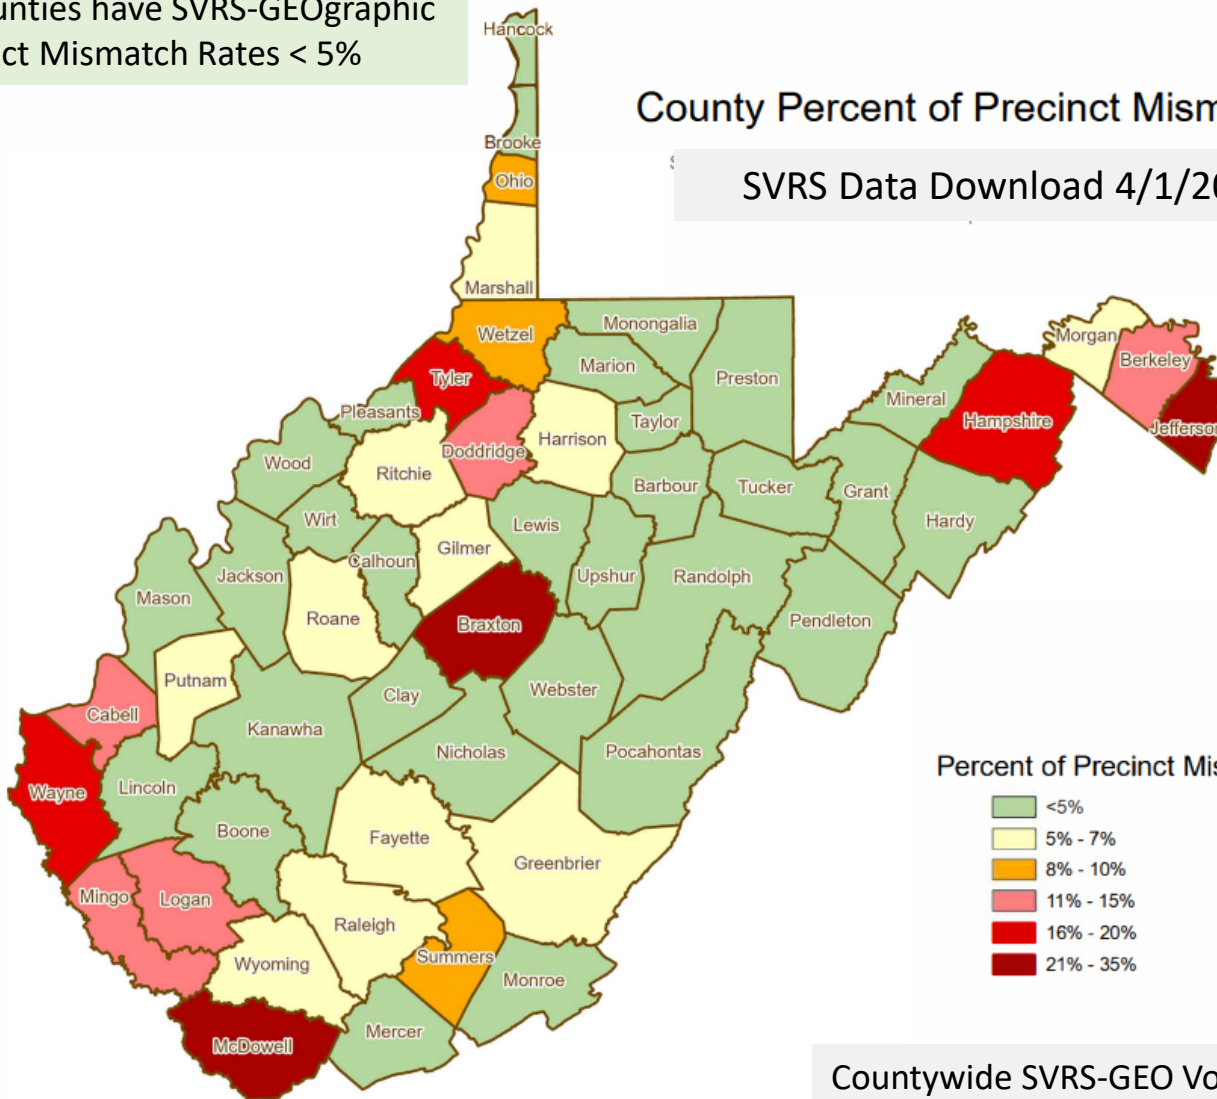 unties have SVRS-GEOgraphic
ct Mismatch Rates < 5%
County Percent of Precinct Mism
SVRS Data Download 4/1/20
Hancock
Brooke
Ohio
Marshall
Wetzel
Monongalia
Marion
Preston
Tyler
Pleasants
Taylor
Harrison
Doddridge
Wood
Ritchie
Barbour
Tucker
Grant
Mineral
Hampshire
Morgan
Berkeley
Jefferson
Hardy
Wirt
Lewis
Gilmer
Calhoun
Jackson
Upshur
Randolph
Mason
Roane
Braxton
Pendleton
Putnam
Clay
Webster
Cabell
Kanawha
Nicholas
Pocahontas
Wayne
Lincoln
Boone
Fayette
Greenbrier
Mingo
Logan
Raleigh
Wyoming
Summers
Monroe
Mercer
McDowell
Percent of Precinct Mis
<5%
5% - 7%
8% - 10%
11% - 15%
16% - 20%
21% - 35%
Countywide SVRS-GEO Vo